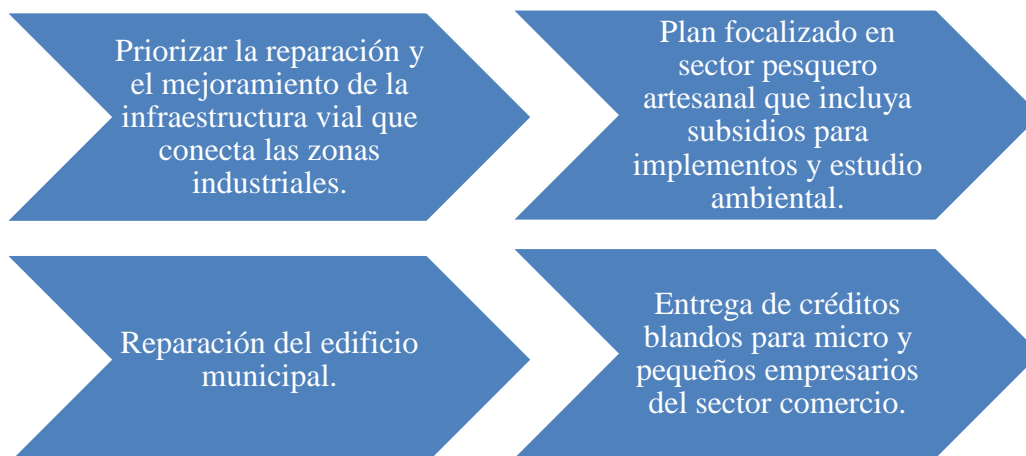 Priorizar la reparación y
el mejoramiento de la
infraestructura vial que
conecta las zonas
industriales.
Plan focalizado en
sector pesquero
artesanal que incluya
subsidios para
implementos y estudio
ambiental.
Reparación del edificio
municipal.
Entrega de créditos
blandos para micro y
pequeños empresarios
del sector comercio.